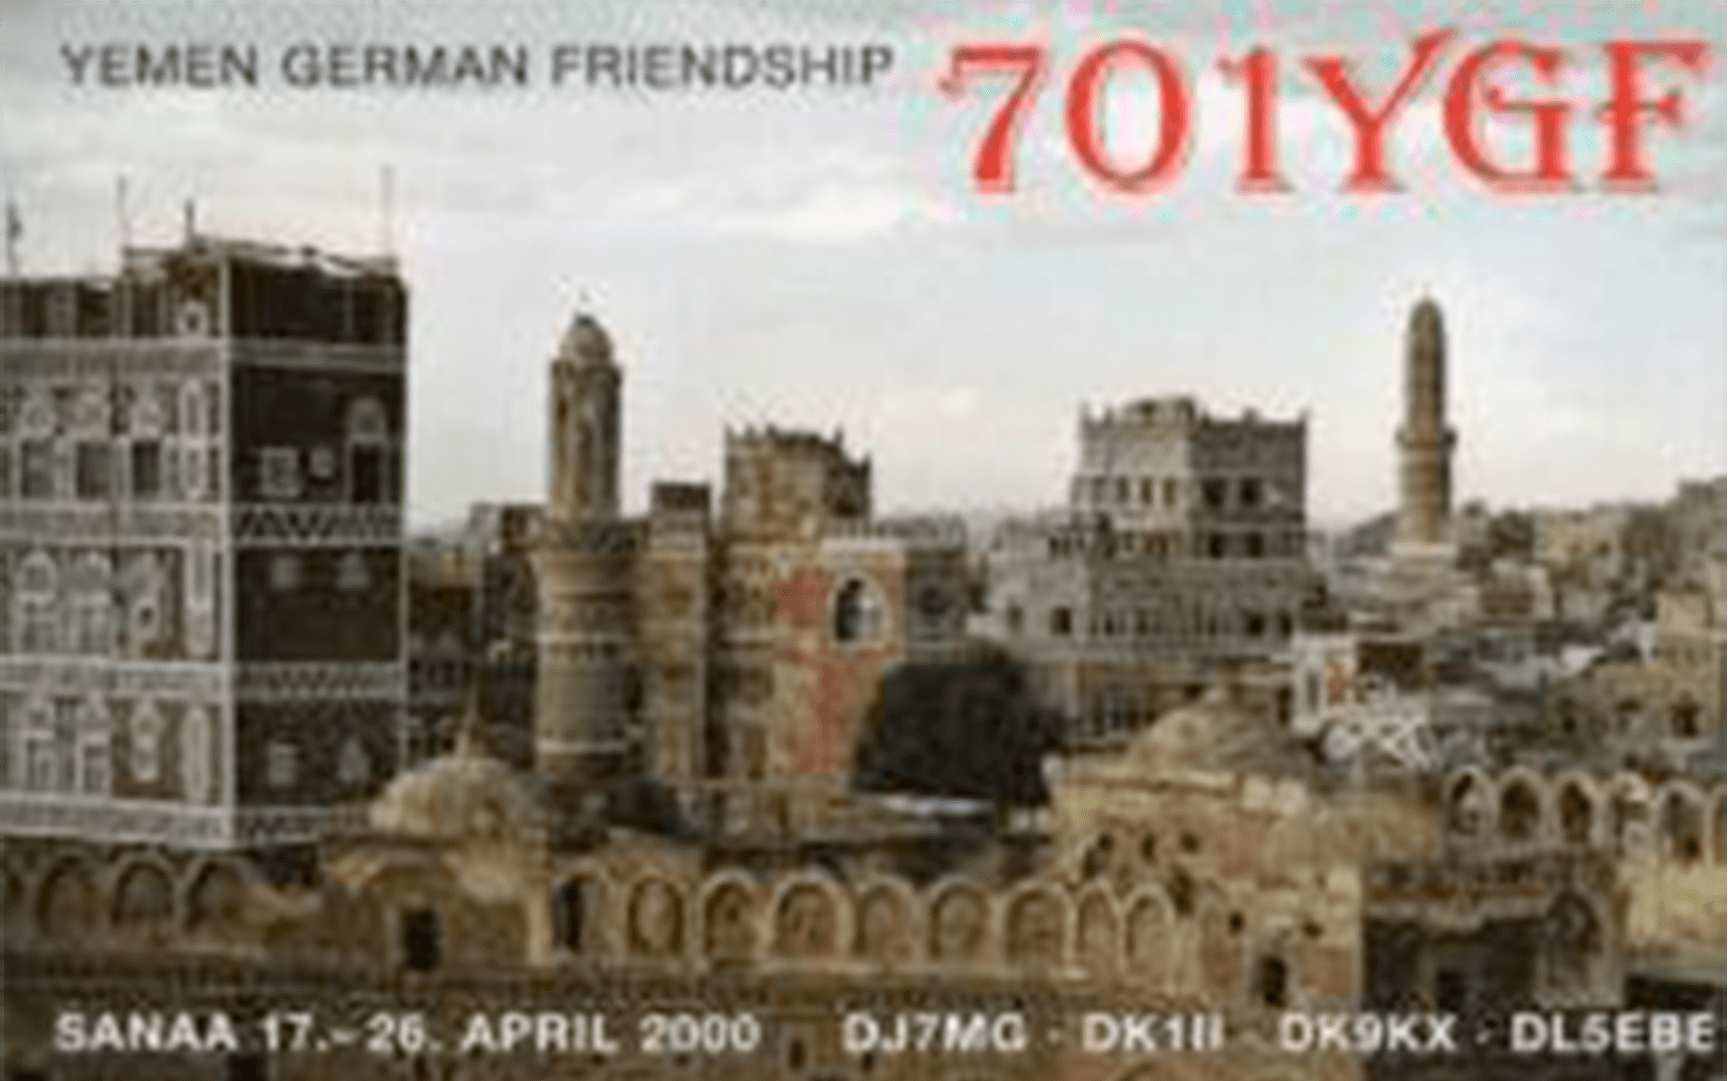 YEMEN GERMAN FRIENDSHIP 7O1YGF
SANAA 17.- 26. APRIL 2000 DJ7MG · DK1II · DK9KX · DL5EBE